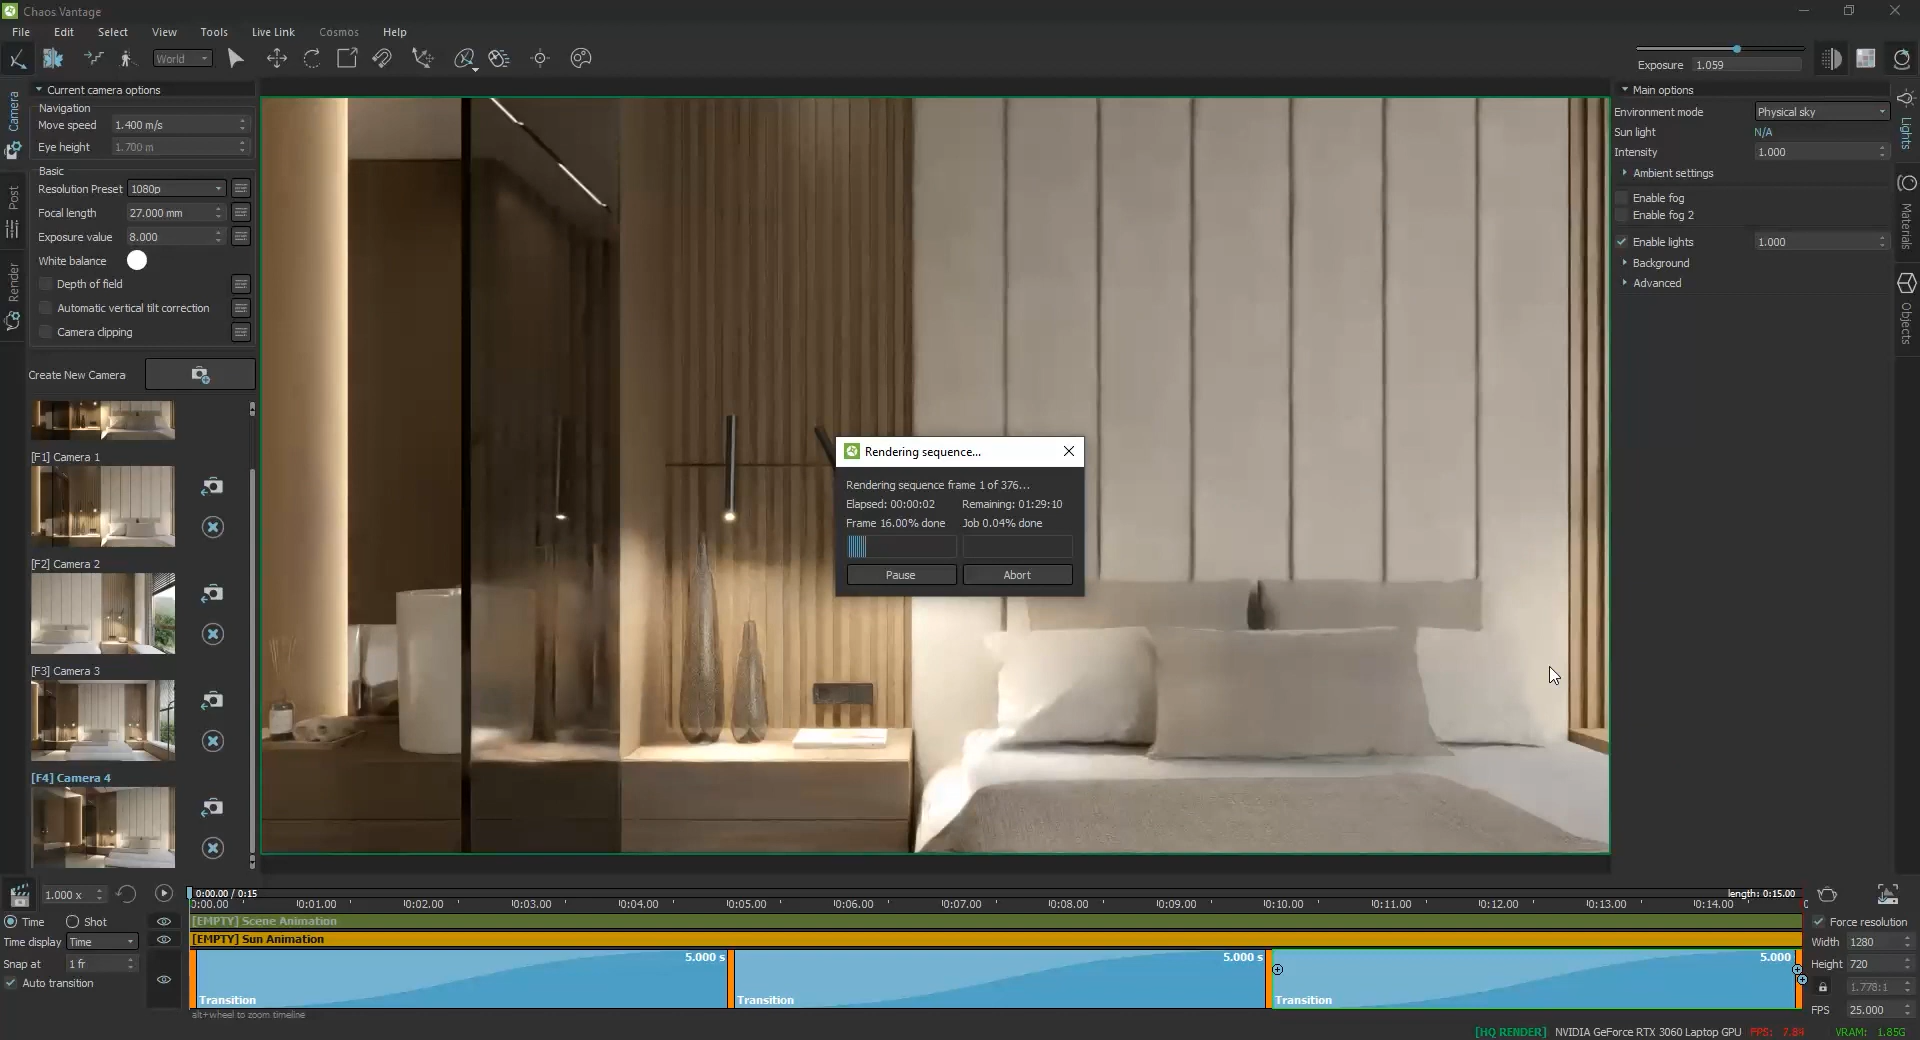 Chaos Vantage
File Edit Select View Tools Live Link Cosmos Help
World
Exposure 1.059
Camera
Post
Render
Current camera options
Navigation
Move speed 1.400 m/s
Eye height 1.700 m
Basic
Resolution Preset 1080p
Focal length 27.000 mm
Exposure value 8.000
White balance
Depth of field
Automatic vertical tilt correction
Camera clipping
Create New Camera
[F1] Camera 1
[F2] Camera 2
[F3] Camera 3
[F4] Camera 4
Rendering sequence...
Rendering sequence frame 1 of 376...
Elapsed: 00:00:02 Remaining: 01:29:10
Frame 16.00% done Job 0.04% done
Pause Abort
Main options
Environment mode Physical sky
Sun light N/A
Intensity 1.000
Ambient settings
Enable fog
Enable fog 2
Enable lights 1.000
Background
Advanced
Lights
Materials
Objects
1.000 x
Time Shot
Time display Time
Snap at 1 fr
Auto transition
0:00.00 / 0:15 length: 0:15.00
0:00.00 0:01.00 0:02.00 0:03.00 0:04.00 0:05.00 0:06.00 0:07.00 0:08.00 0:09.00 0:10.00 0:11.00 0:12.00 0:13.00 0:14.00
[EMPTY] Scene Animation
[EMPTY] Sun Animation
5.000 s 5.000 s 5.000
Transition Transition Transition
alt+wheel to zoom timeline
Force resolution
Width 1280
Height 720
1.778:1
FPS 25.000
[HQ RENDER] NVIDIA GeForce RTX 3060 Laptop GPU FPS: 7.84 VRAM: 1.85G